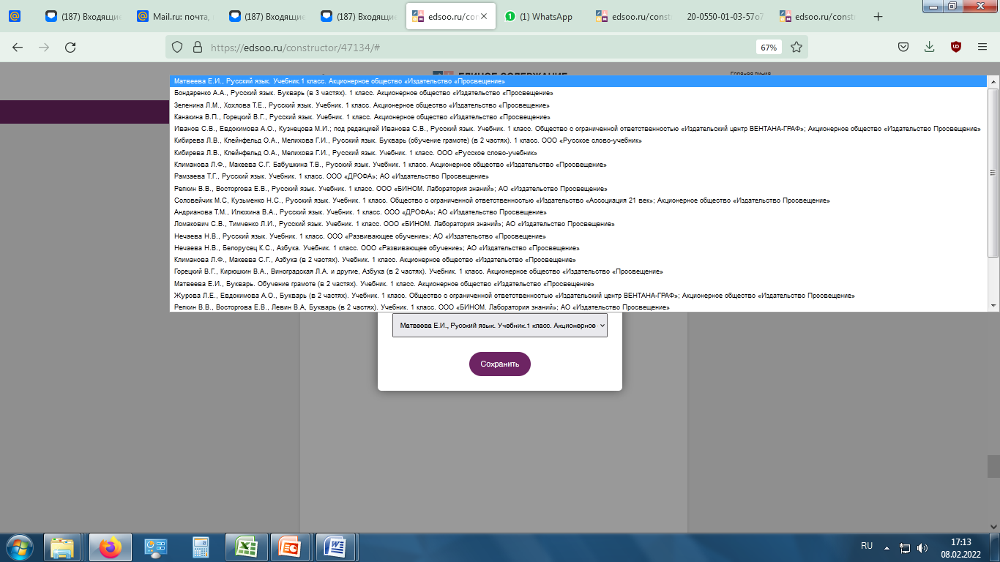 (187) Входящие
Mail.ru: почта,
(187) Входящие
(187) Входящие
edsoo.ru/con
1
(1) WhatsApp
edsoo.ru/constr
20-0550-01-03-57о7
edsoo.ru/constr
https://edsoo.ru/constructor/47134/#
67%
ЕДИНОЕ СОДЕРЖАНИЕ
Горячая линия
Матвеева Е.И., Русский язык. Учебник.1 класс. Акционерное общество «Издательство «Просвещение»
Бондаренко А.А., Русский язык. Букварь (в 3 частях). 1 класс. Акционерное общество «Издательство «Просвещение»
Зеленина Л.М., Хохлова Т.Е., Русский язык. Учебник. 1 класс. Акционерное общество «Издательство «Просвещение»
Канакина В.П., Горецкий В.Г., Русский язык. Учебник. 1 класс. Акционерное общество «Издательство «Просвещение»
Иванов С.В., Евдокимова А.О., Кузнецова М.И.; под редакцией Иванова С.В., Русский язык. Учебник. 1 класс. Общество с ограниченной ответственностью «Издательский центр ВЕНТАНА-ГРАФ»; Акционерное общество «Издательство Просвещение»
Кибирева Л.В., Клейнфельд О.А., Мелихова Г.И., Русский язык. Букварь (обучение грамоте) (в 2 частях). 1 класс. ООО «Русское слово-учебник»
Кибирева Л.В., Клейнфельд О.А., Мелихова Г.И., Русский язык. Учебник. 1 класс. ООО «Русское слово-учебник»
Климанова Л.Ф., Макеева С.Г. Бабушкина Т.В., Русский язык. Учебник. 1 класс. Акционерное общество «Издательство «Просвещение»
Рамзаева Т.Г., Русский язык. Учебник. 1 класс. ООО «ДРОФА»; АО «Издательство Просвещение»
Репкин В.В., Восторгова Е.В., Русский язык. Учебник. 1 класс. ООО «БИНОМ. Лаборатория знаний»; АО «Издательство Просвещение»
Соловейчик М.С, Кузьменко Н.С., Русский язык. Учебник. 1 класс. Общество с ограниченной ответственностью «Издательство «Ассоциация 21 век»; Акционерное общество «Издательство Просвещение»
Андрианова Т.М., Илюхина В.А., Русский язык. Учебник. 1 класс. ООО «ДРОФА»; АО «Издательство Просвещение»
Ломакович С.В., Тимченко Л.И., Русский язык. Учебник. 1 класс. ООО «БИНОМ. Лаборатория знаний»; АО «Издательство Просвещение»
Нечаева Н.В., Русский язык. Учебник. 1 класс. ООО «Развивающее обучение»; АО «Издательство «Просвещение»
Нечаева Н.В., Белорусец К.С., Азбука. Учебник. 1 класс. ООО «Развивающее обучение»; АО «Издательство «Просвещение»
Климанова Л.Ф., Макеева С.Г., Азбука (в 2 частях). Учебник. 1 класс. Акционерное общество «Издательство «Просвещение»
Горецкий В.Г., Кирюшкин В.А., Виноградская Л.А. и другие, Азбука (в 2 частях). Учебник. 1 класс. Акционерное общество «Издательство «Просвещение»
Матвеева Е.И., Букварь. Обучение грамоте (в 2 частях). Учебник. 1 класс. Акционерное общество «Издательство «Просвещение»
Журова Л.Е., Евдокимова А.О., Букварь (в 2 частях). Учебник. 1 класс. Общество с ограниченной ответственностью «Издательский центр ВЕНТАНА-ГРАФ»; Акционерное общество «Издательство Просвещение»
Репкин В.В., Восторгова Е.В., Левин В.А, Букварь (в 2 частях). Учебник. 1 класс. ООО «БИНОМ. Лаборатория знаний»; АО «Издательство Просвещение»
Матвеева Е.И., Русский язык. Учебник.1 класс. Акционерное
Сохранить
RU
17:13
08.02.2022